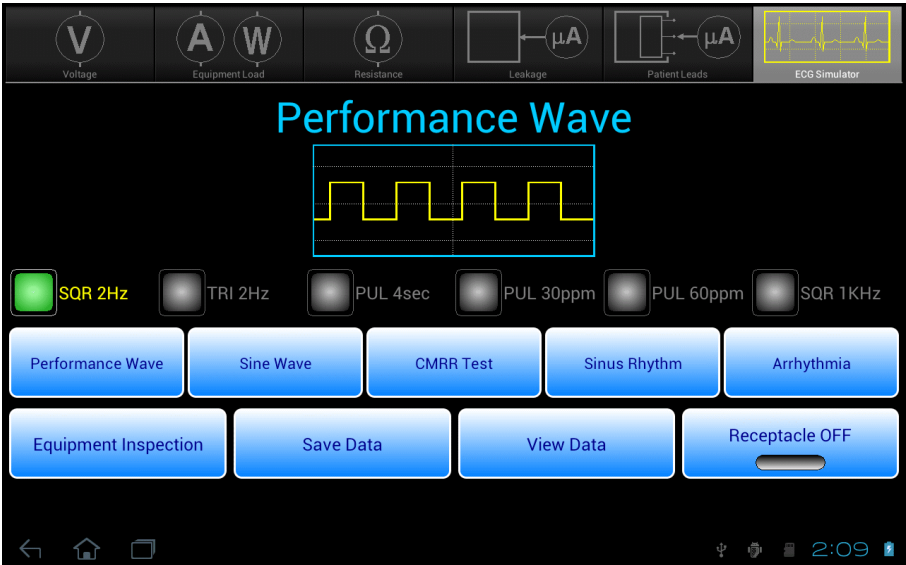 V
A W
Ω
µA
µA
Voltage
Equipment Load
Resistance
Leakage
Patient Leads
ECG Simulator
Performance Wave
SQR 2Hz
TRI 2Hz
PUL 4sec
PUL 30ppm
PUL 60ppm
SQR 1KHz
Performance Wave
Sine Wave
CMRR Test
Sinus Rhythm
Arrhythmia
Equipment Inspection
Save Data
View Data
Receptacle OFF
2:09